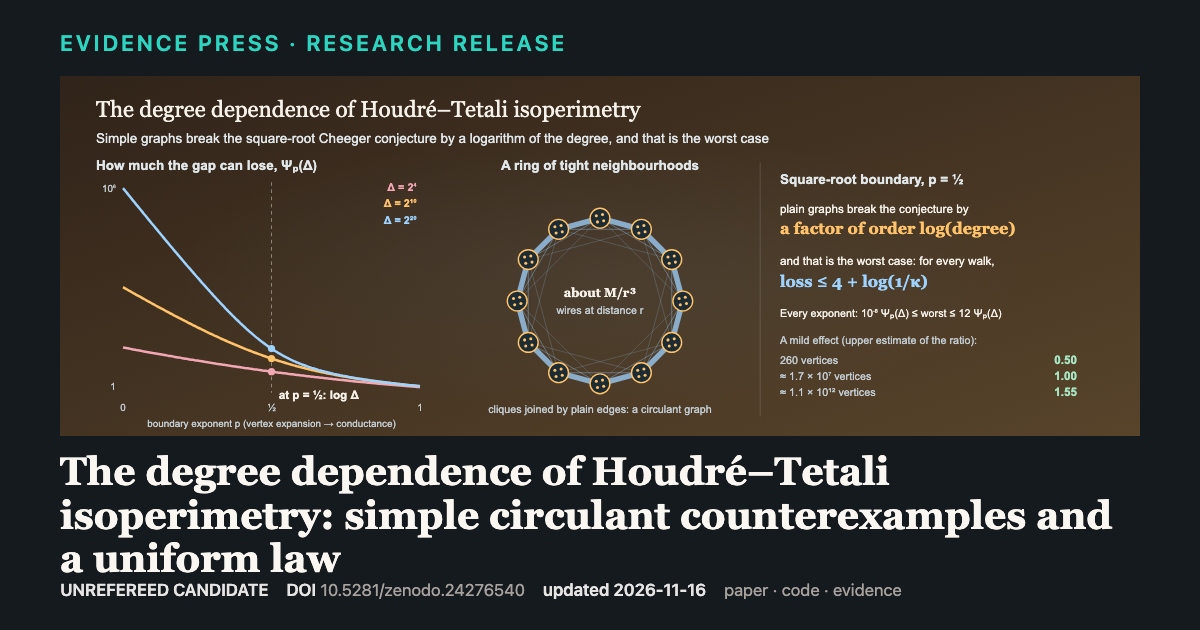 EVIDENCE PRESS · RESEARCH RELEASE
The degree dependence of Houdré–Tetali isoperimetry
Simple graphs break the square-root Cheeger conjecture by a logarithm of the degree, and that is the worst case
How much the gap can lose, Ψₚ(Δ)
10⁶
Δ = 2⁴
Δ = 2¹⁰
Δ = 2²⁰
1
at p = ½: log Δ
0
½
1
boundary exponent p (vertex expansion → conductance)
A ring of tight neighbourhoods
about M/r³
wires at distance r
cliques joined by plain edges: a circulant graph
Square-root boundary, p = ½
plain graphs break the conjecture by
a factor of order log(degree)
and that is the worst case: for every walk,
loss ≤ 4 + log(1/κ)
Every exponent: 10⁻⁶ Ψₚ(Δ) ≤ worst ≤ 12 Ψₚ(Δ)
A mild effect (upper estimate of the ratio):
260 vertices 0.50
≈ 1.7 × 10⁷ vertices 1.00
≈ 1.1 × 10¹² vertices 1.55
The degree dependence of Houdré–Tetali
isoperimetry: simple circulant counterexamples and
a uniform law
UNREFEREED CANDIDATE DOI 10.5281/zenodo.24276540 updated 2026-11-16 paper · code · evidence